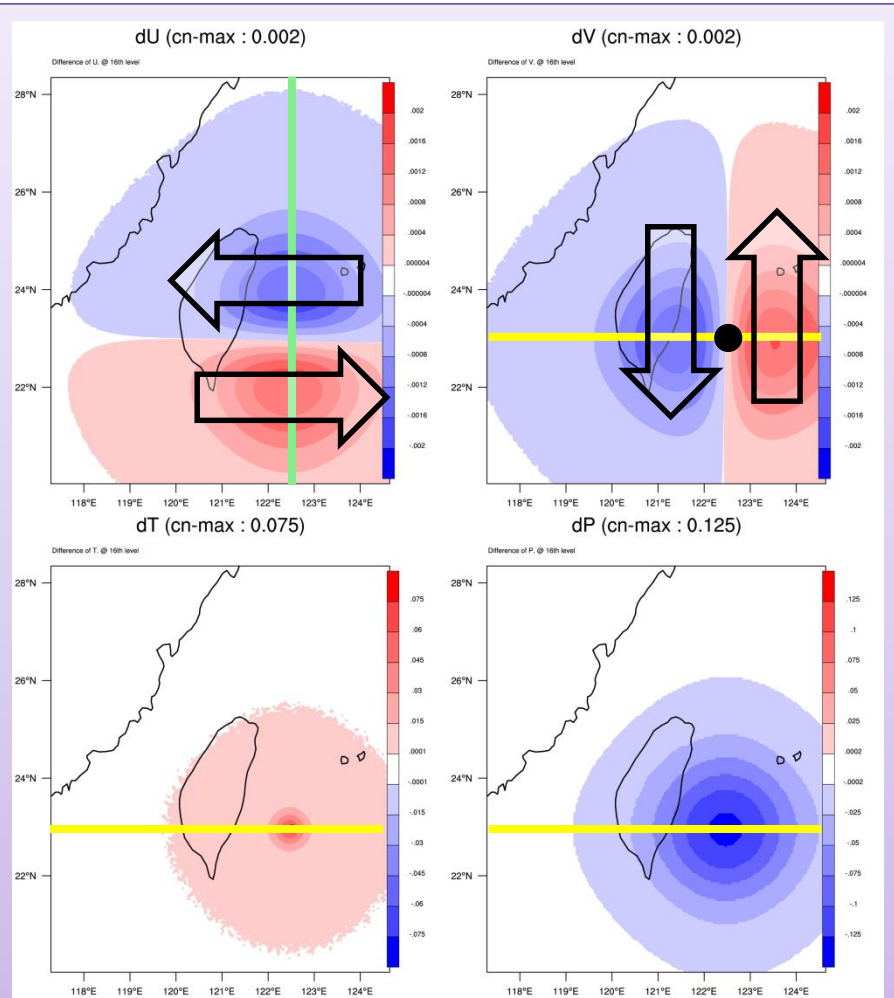 dU (cn-max : 0.002)
Difference of U. @ 16th level
28°N
26°N
24°N
22°N
118°E 119°E 120°E 121°E 122°E 123°E 124°E
.002
.0016
.0012
.0008
.0004
.000004
-.000004
-.0004
-.0008
-.0012
-.0016
-.002
dV (cn-max : 0.002)
Difference of V. @ 16th level
28°N
26°N
24°N
22°N
118°E 119°E 120°E 121°E 122°E 123°E 124°E
.002
.0016
.0012
.0008
.0004
.000004
-.000004
-.0004
-.0008
-.0012
-.0016
-.002
dT (cn-max : 0.075)
Difference of T. @ 16th level
28°N
26°N
24°N
22°N
118°E 119°E 120°E 121°E 122°E 123°E 124°E
.075
.06
.045
.03
.015
.0001
-.0001
-.015
-.03
-.045
-.06
-.075
dP (cn-max : 0.125)
Difference of P. @ 16th level
28°N
26°N
24°N
22°N
118°E 119°E 120°E 121°E 122°E 123°E 124°E
.125
.1
.075
.05
.025
.0002
-.0002
-.025
-.05
-.075
-.1
-.125